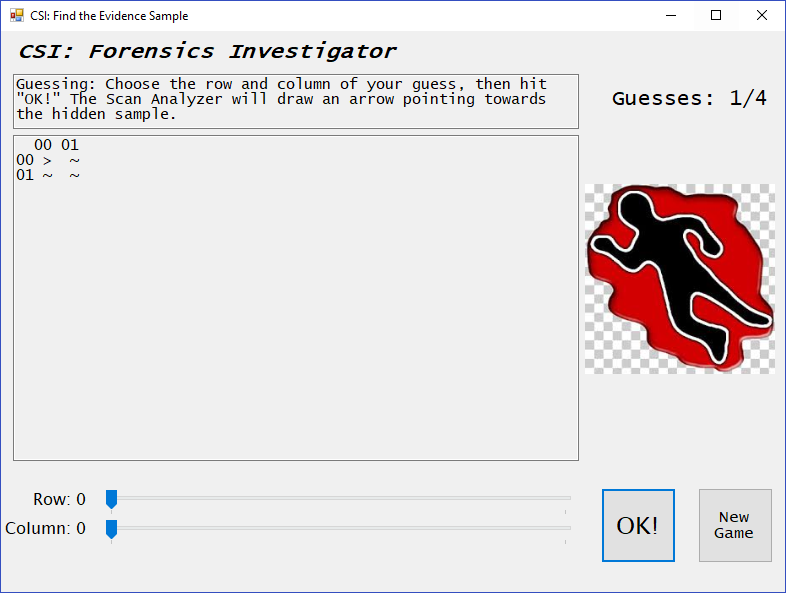 CSI: Find the Evidence Sample
CSI: Forensics Investigator
Guessing: Choose the row and column of your guess, then hit
"OK!" The Scan Analyzer will draw an arrow pointing towards
the hidden sample.
Guesses: 1/4
00 01
00 > ~
01 ~ ~
Row: 0
Column: 0
OK!
New
Game